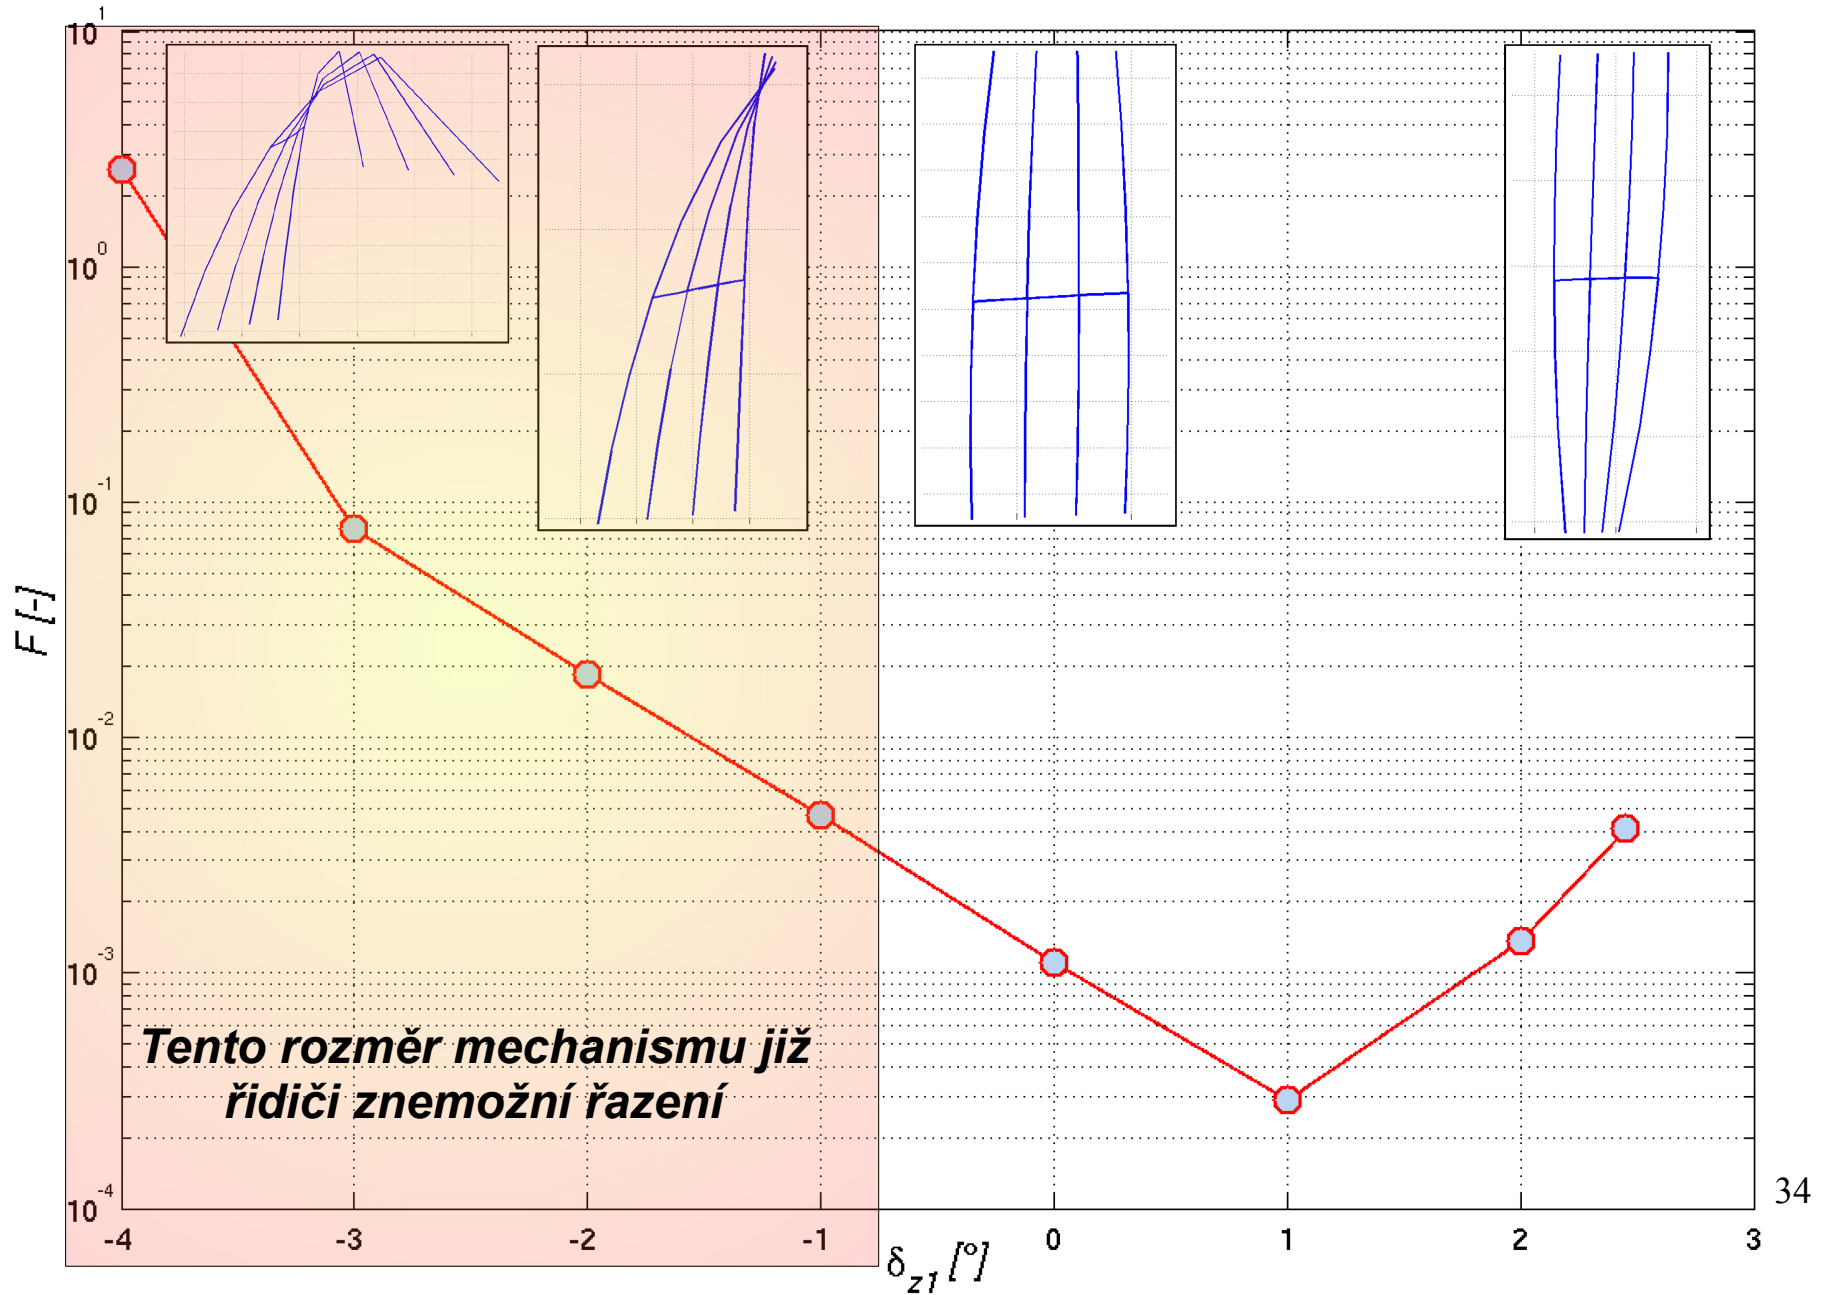 10^1
10^0
10^-1
10^-2
10^-3
10^-4
F [-]
Tento rozměr mechanismu již
řidiči znemožní řazení
34
-4 -3 -2 -1 0 1 2 3
δ_z1 [°]